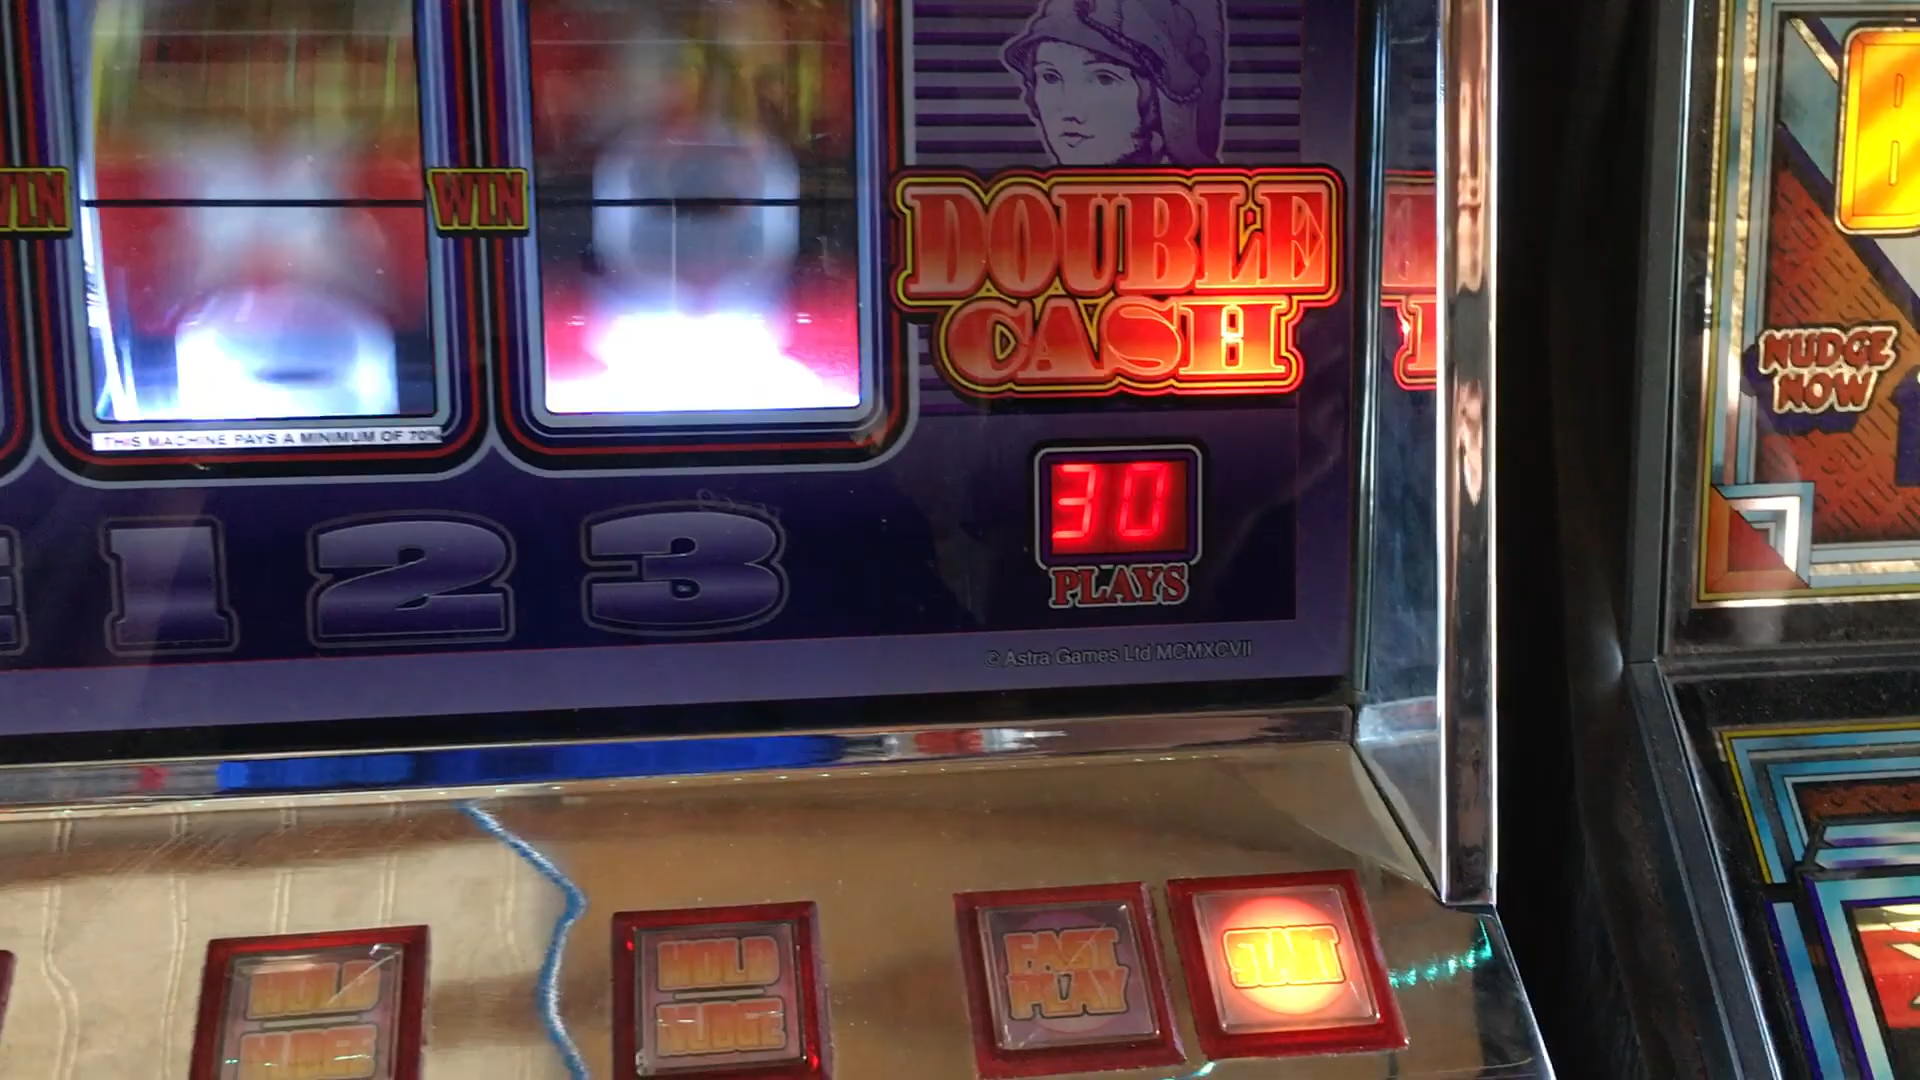 WIN
WIN
DOUBLE
CASH
THIS MACHINE PAYS A MINIMUM OF 70%
NUDGE
NOW
30
PLAYS
1 2 3
© Astra Games Ltd MCMXCVII
HOLD
NUDGE
HOLD
NUDGE
FAST
PLAY
START